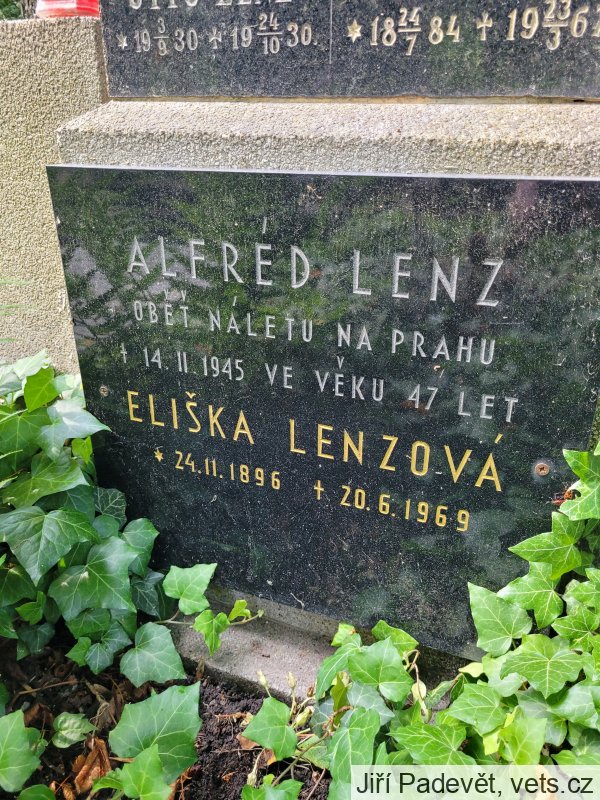 * 19 3/9 30 + 19 24/10 30.
* 18 24/7 84 + 19 23/3 6
ALFRÉD LENZ
OBĚŤ NÁLETU NA PRAHU
+ 14. II 1945 VE VĚKU 47 LET
ELIŠKA LENZOVÁ
* 24.11.1896 + 20.6.1969
Jiří Padevět, vets.cz